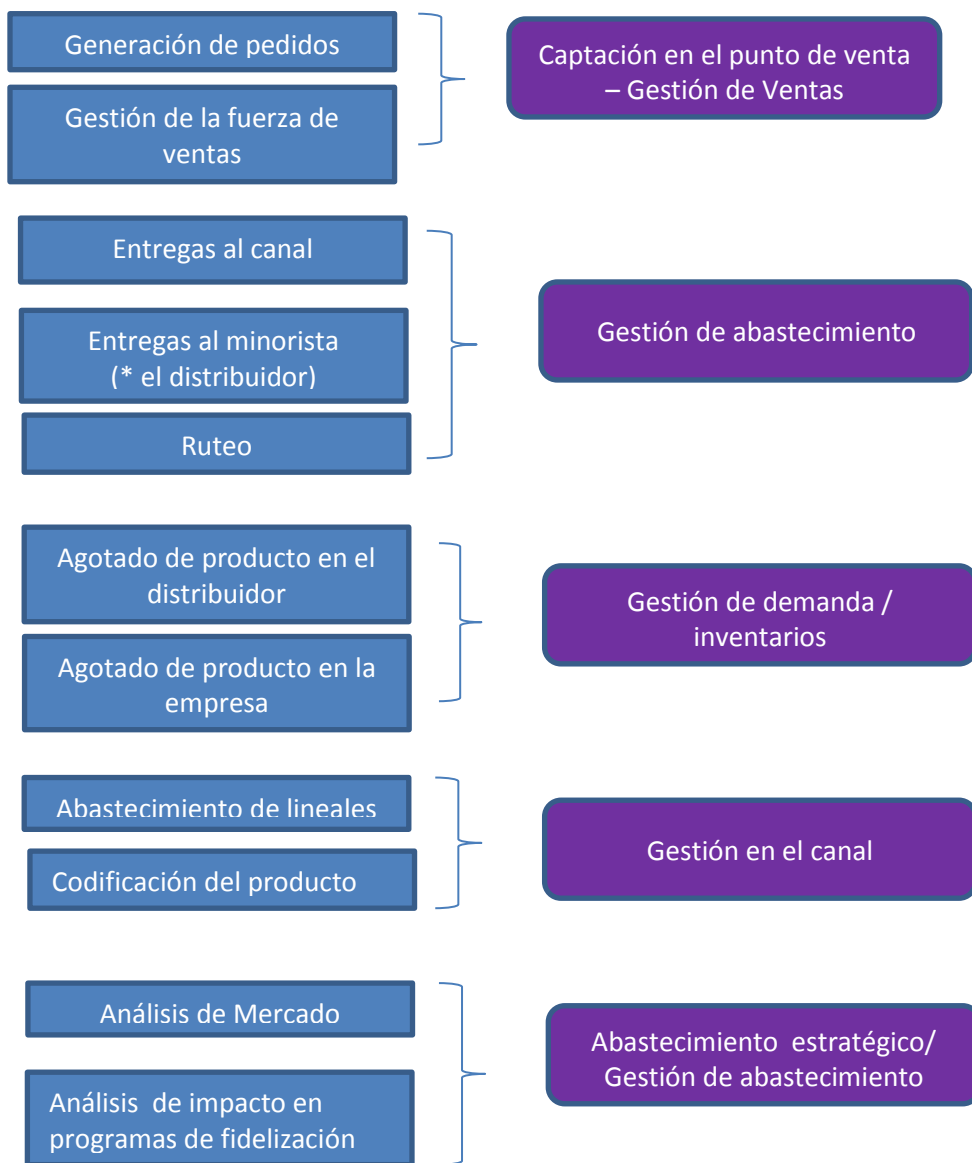 Generación de pedidos
Gestión de la fuerza de
ventas
Captación en el punto de venta
– Gestión de Ventas
Entregas al canal
Entregas al minorista
(* el distribuidor)
Ruteo
Gestión de abastecimiento
Agotado de producto en el
distribuidor
Agotado de producto en la
empresa
Gestión de demanda /
inventarios
Abastecimiento de lineales
Codificación del producto
Gestión en el canal
Análisis de Mercado
Análisis de impacto en
programas de fidelización
Abastecimiento estratégico/
Gestión de abastecimiento